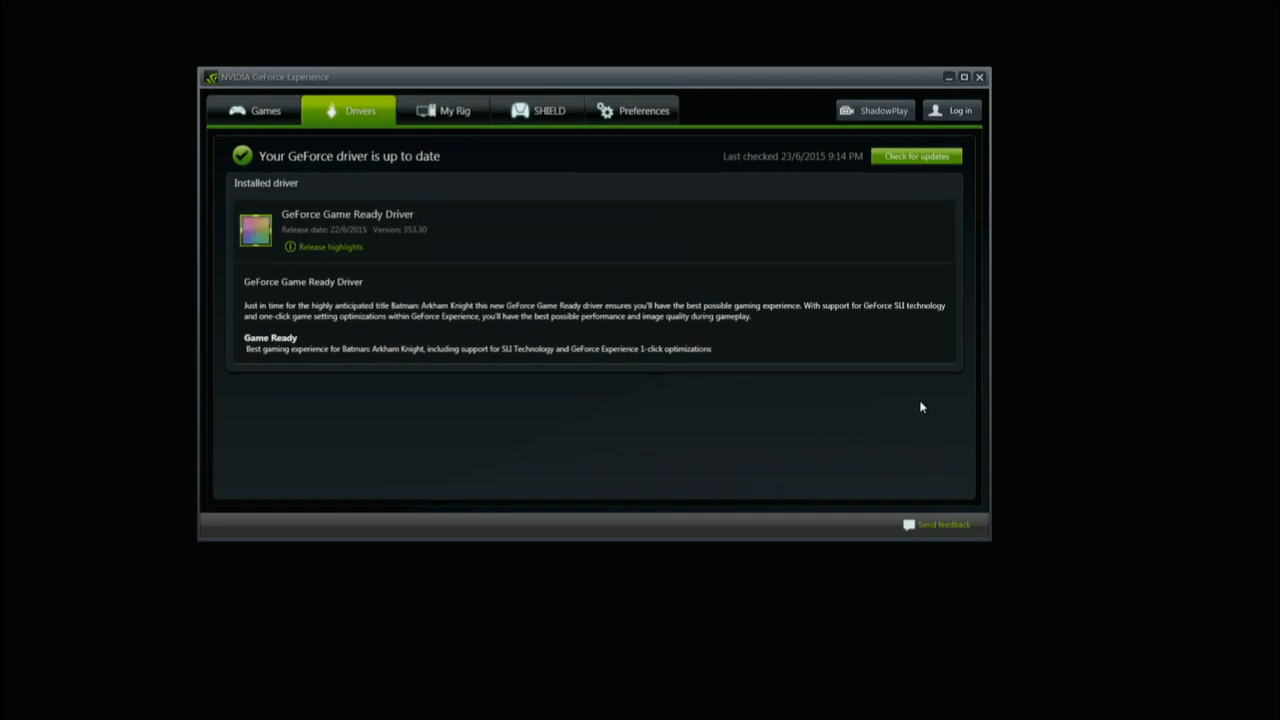 NVIDIA GeForce Experience
Games Drivers My Rig SHIELD Preferences ShadowPlay Log in
Your GeForce driver is up to date Last checked 23/6/2015 9:14 PM Check for updates
Installed driver
GeForce Game Ready Driver
Release date: 22/6/2015 Version: 353.30
Release highlights
GeForce Game Ready Driver
Just in time for the highly anticipated title Batman: Arkham Knight this new GeForce Game Ready driver ensures you'll have the best possible gaming experience. With support for GeForce SLI technology
and one-click game setting optimizations within GeForce Experience, you'll have the best possible performance and image quality during gameplay.
Game Ready
Best gaming experience for Batman: Arkham Knight, including support for SLI Technology and GeForce Experience 1-click optimizations
Send feedback